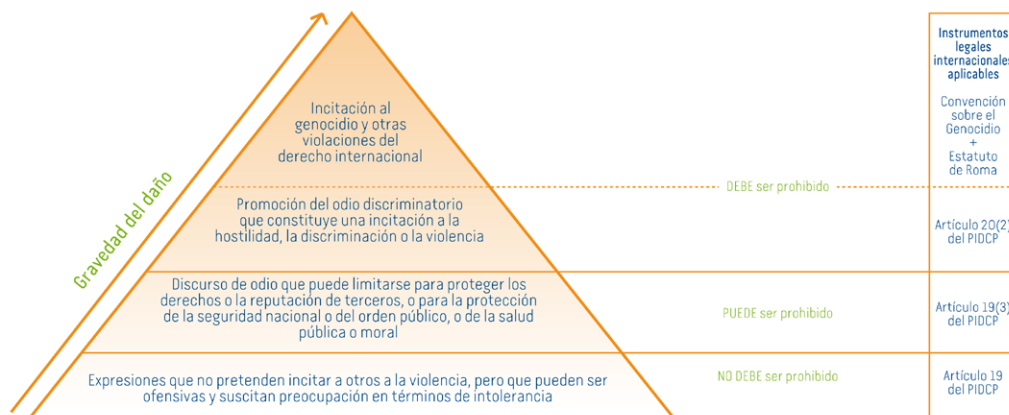 Gravedad del daño
Incitación al
genocidio y otras
violaciones del
derecho internacional
Promoción del odio discriminatorio
que constituye una incitación a la
hostilidad, la discriminación o la violencia
Discurso de odio que puede limitarse para proteger los
derechos o la reputación de terceros, o para la protección
de la seguridad nacional o del orden público, o de la salud
pública o moral
Expresiones que no pretenden incitar a otros a la violencia, pero que pueden ser
ofensivas y suscitan preocupación en términos de intolerancia
DEBE ser prohibido
PUEDE ser prohibido
NO DEBE ser prohibido
Instrumentos
legales
internacionales
aplicables
Convención
sobre el
Genocidio
+
Estatuto
de Roma
Artículo 20(2)
del PIDCP
Artículo 19(3)
del PIDCP
Artículo 19
del PIDCP